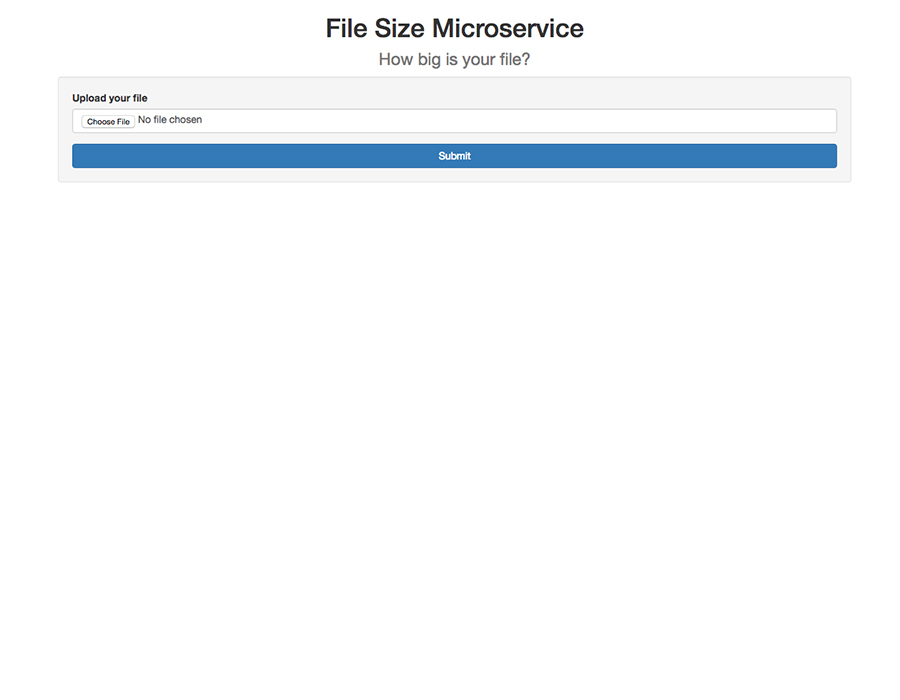 File Size Microservice
How big is your file?
Upload your file
Choose File No file chosen
Submit